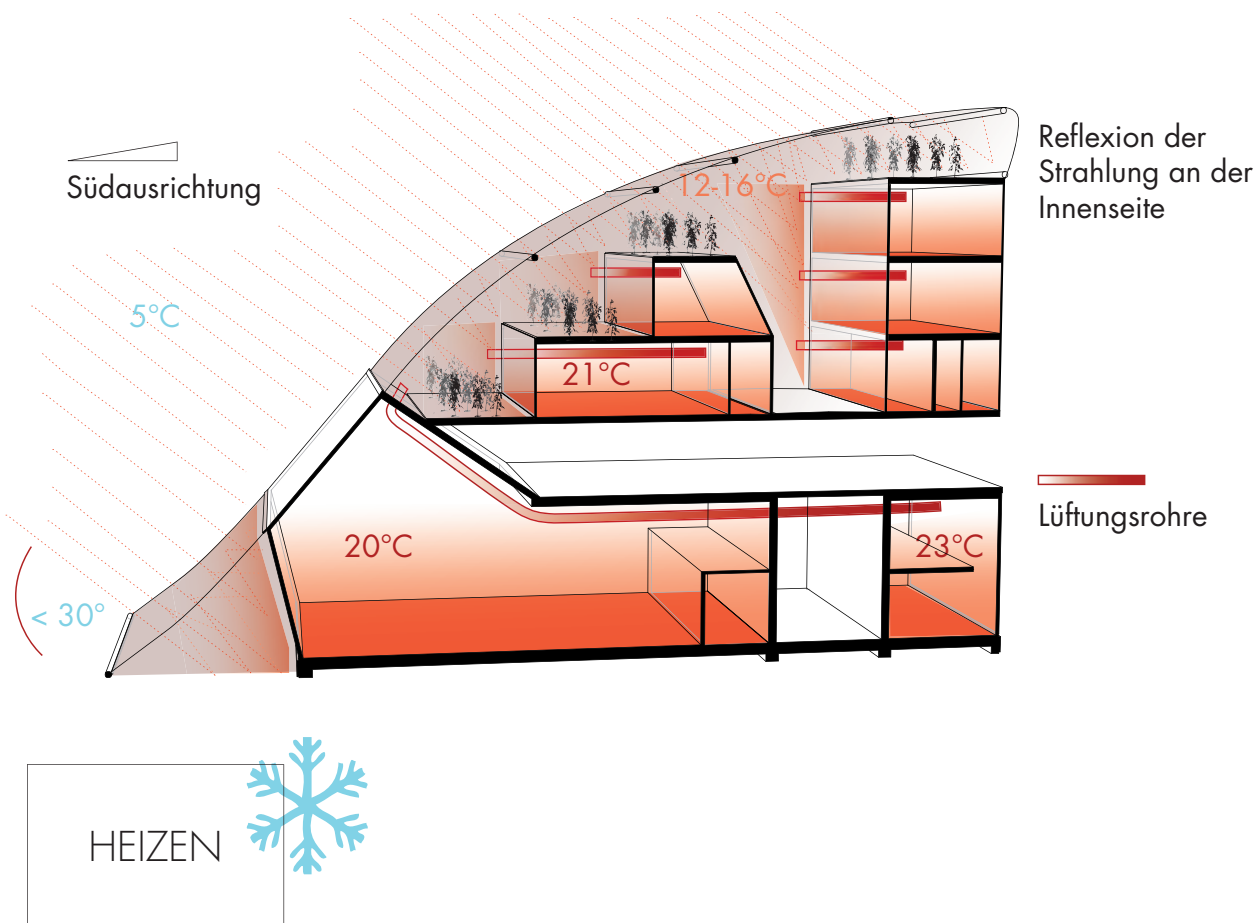 Reflexion der
Strahlung an der
Innenseite
Südausrichtung
12-16°C
5°C
21°C
Lüftungsrohre
20°C
23°C
< 30°
HEIZEN